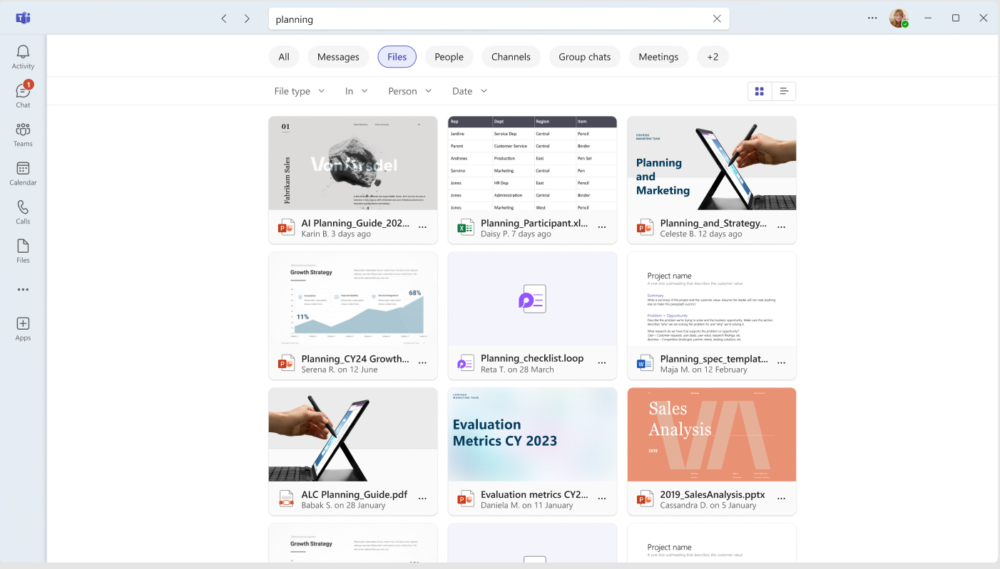 planning
Activity
1
Chat
Teams
Calendar
Calls
Files
Apps
All
Messages
Files
People
Channels
Group chats
Meetings
+2
File type
In
Person
Date
01
Fabrikam Sales
VanArsdel
AI Planning_Guide_202...
Karin B. 3 days ago
Rep Dept Region Item
Jardine Service Dep Central Pencil
Parent Customer Service Central Binder
Andrews Production East Pen Set
Sorvino Marketing Central Pen
Jones HR Dep East Pencil
Jones Administration Central Binder
Jones Marketing West Pencil
Planning_Participant.xl...
Daisy P. 7 days ago
CONTOSO
MARKETING TEAM
Planning
and
Marketing
Planning_and_Strategy...
Celeste B. 12 days ago
Growth Strategy
Innovation
Improve Quality
Service Integration
68%
11%
Planning_CY24 Growth...
Serena R. on 12 June
Planning_checklist.loop
Reta T. on 28 March
Project name
A one-line subheading that describes the customer value
Summary
Write a summary of the project and the customer value. Assume the reader will not read anything
else so make this paragraph succinct.
Problem + Opportunity
Describe the problem we're trying to solve and the business opportunity. Make sure this section
describes "who" we are solving the problem for and "why" we're solving it.
What research do we have that supports the problem or opportunity?
User – Customer requests, user data, user voice, research findings, etc.
Business – Competitive landscape, partner needs, existing solutions, etc
Planning_spec_templat...
Maja M. on 12 February
ALC Planning_Guide.pdf
Babak S. on 28 January
CONTOSO
MARKETING TEAM
Evaluation
Metrics CY 2023
Evaluation metrics CY2...
Daniela M. on 11 January
Sales
Analysis
2019
2019_SalesAnalysis.pptx
Cassandra D. on 5 January
Growth Strategy
Project name
A one-line subheading that describes the customer value